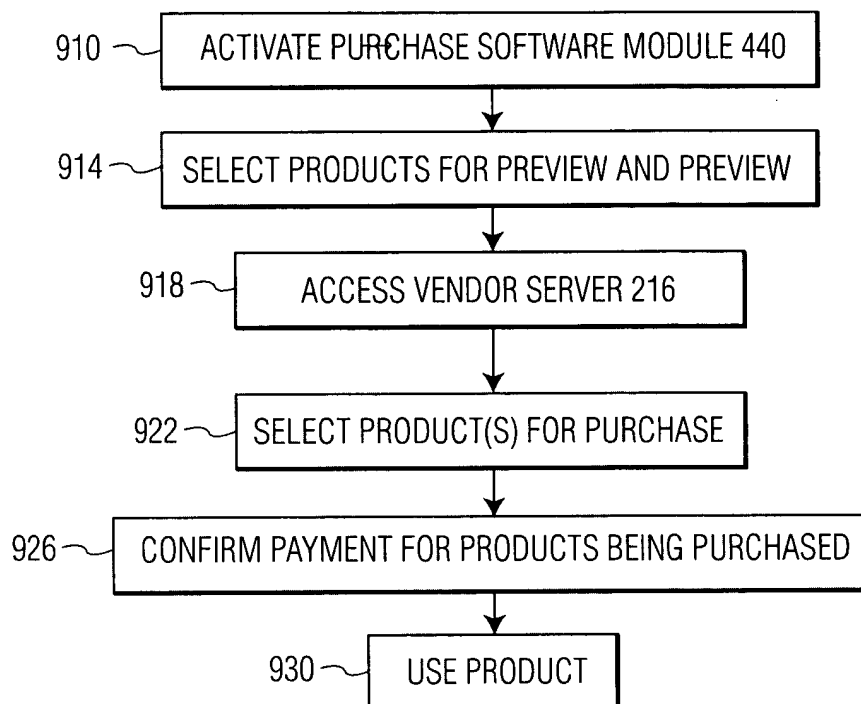 910 ACTIVATE PURCHASE SOFTWARE MODULE 440
914 SELECT PRODUCTS FOR PREVIEW AND PREVIEW
918 ACCESS VENDOR SERVER 216
922 SELECT PRODUCT(S) FOR PURCHASE
926 CONFIRM PAYMENT FOR PRODUCTS BEING PURCHASED
930 USE PRODUCT